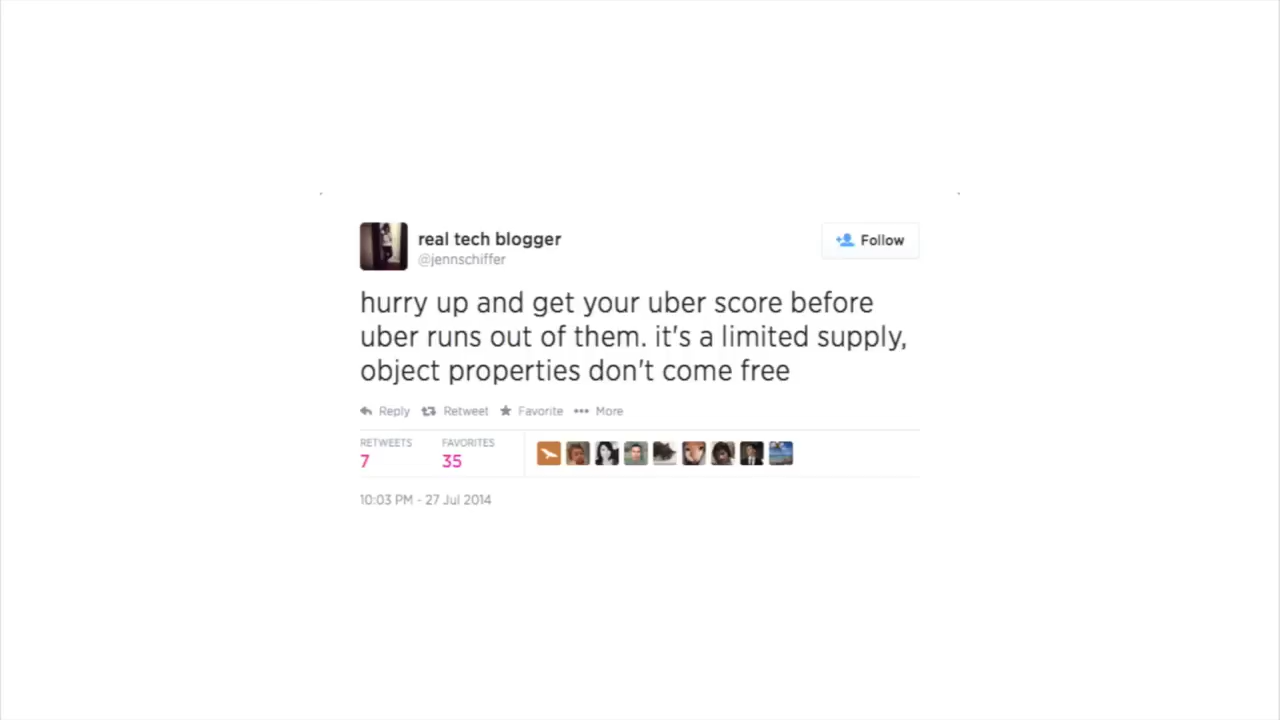 real tech blogger
@jennschiffer
Follow
hurry up and get your uber score before
uber runs out of them. it's a limited supply,
object properties don't come free
Reply Retweet Favorite More
RETWEETS FAVORITES
7 35
10:03 PM - 27 Jul 2014